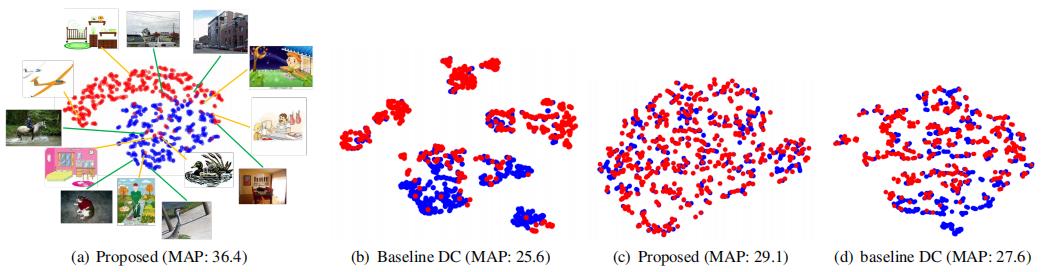 (a) Proposed (MAP: 36.4)
(b) Baseline DC (MAP: 25.6)
(c) Proposed (MAP: 29.1)
(d) baseline DC (MAP: 27.6)